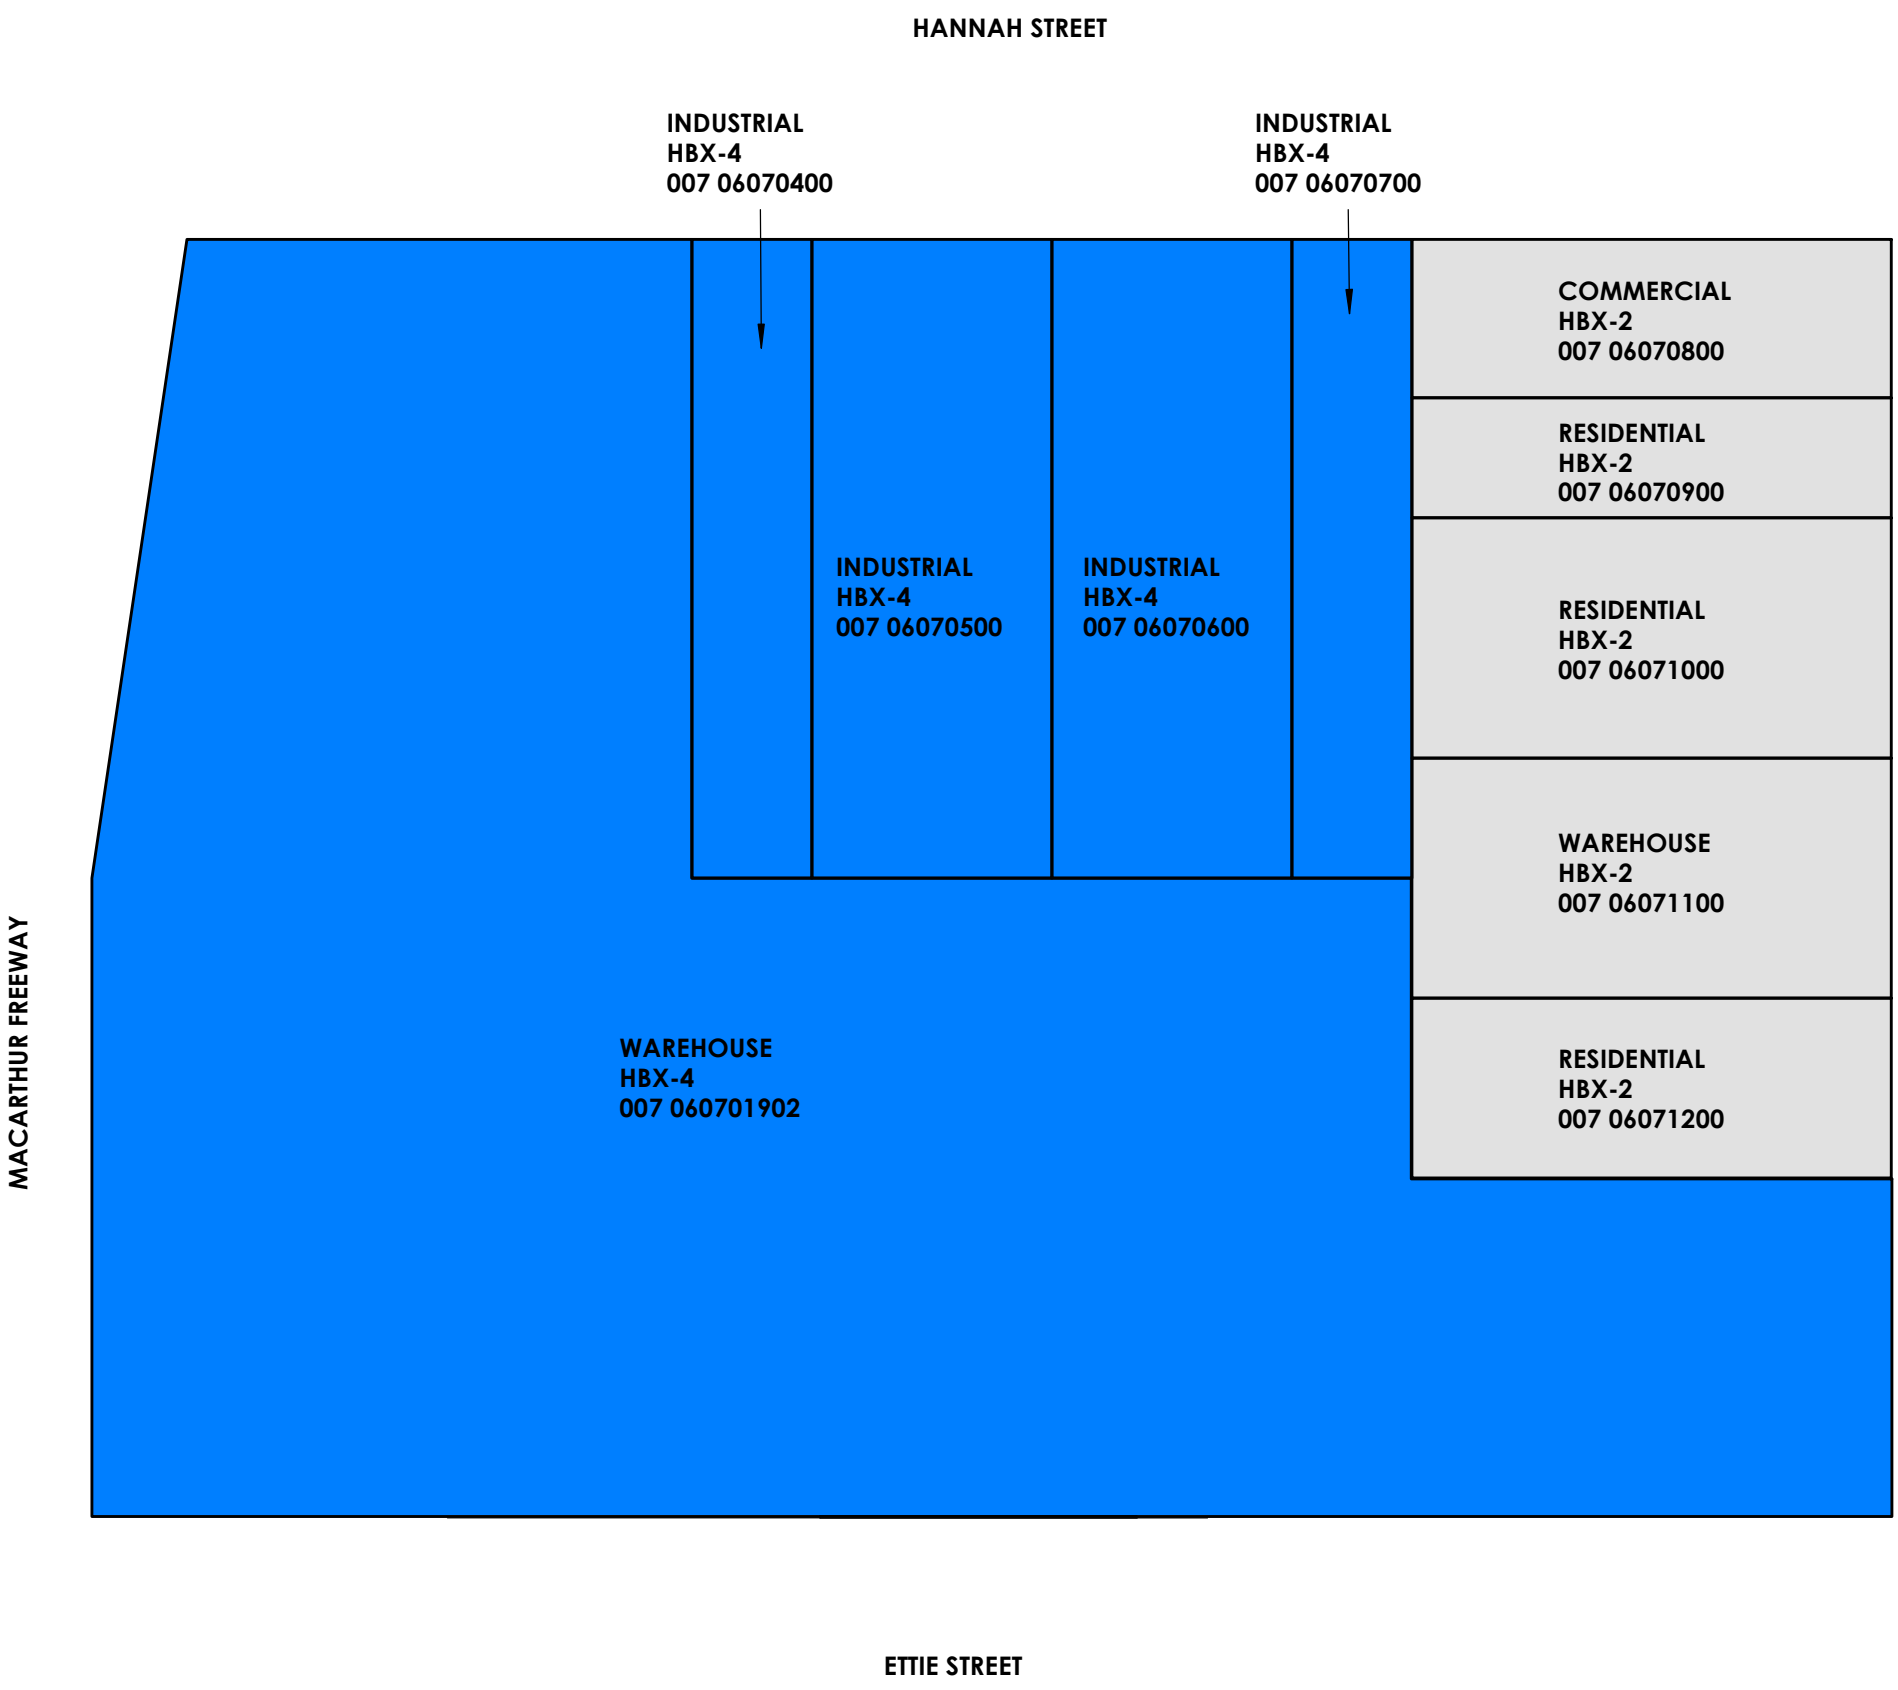 HANNAH STREET
INDUSTRIAL
HBX-4
007 06070400
INDUSTRIAL
HBX-4
007 06070700
COMMERCIAL
HBX-2
007 06070800
RESIDENTIAL
HBX-2
007 06070900
INDUSTRIAL
HBX-4
007 06070500
INDUSTRIAL
HBX-4
007 06070600
RESIDENTIAL
HBX-2
007 06071000
WAREHOUSE
HBX-2
007 06071100
MACARTHUR FREEWAY
WAREHOUSE
HBX-4
007 060701902
RESIDENTIAL
HBX-2
007 06071200
ETTIE STREET